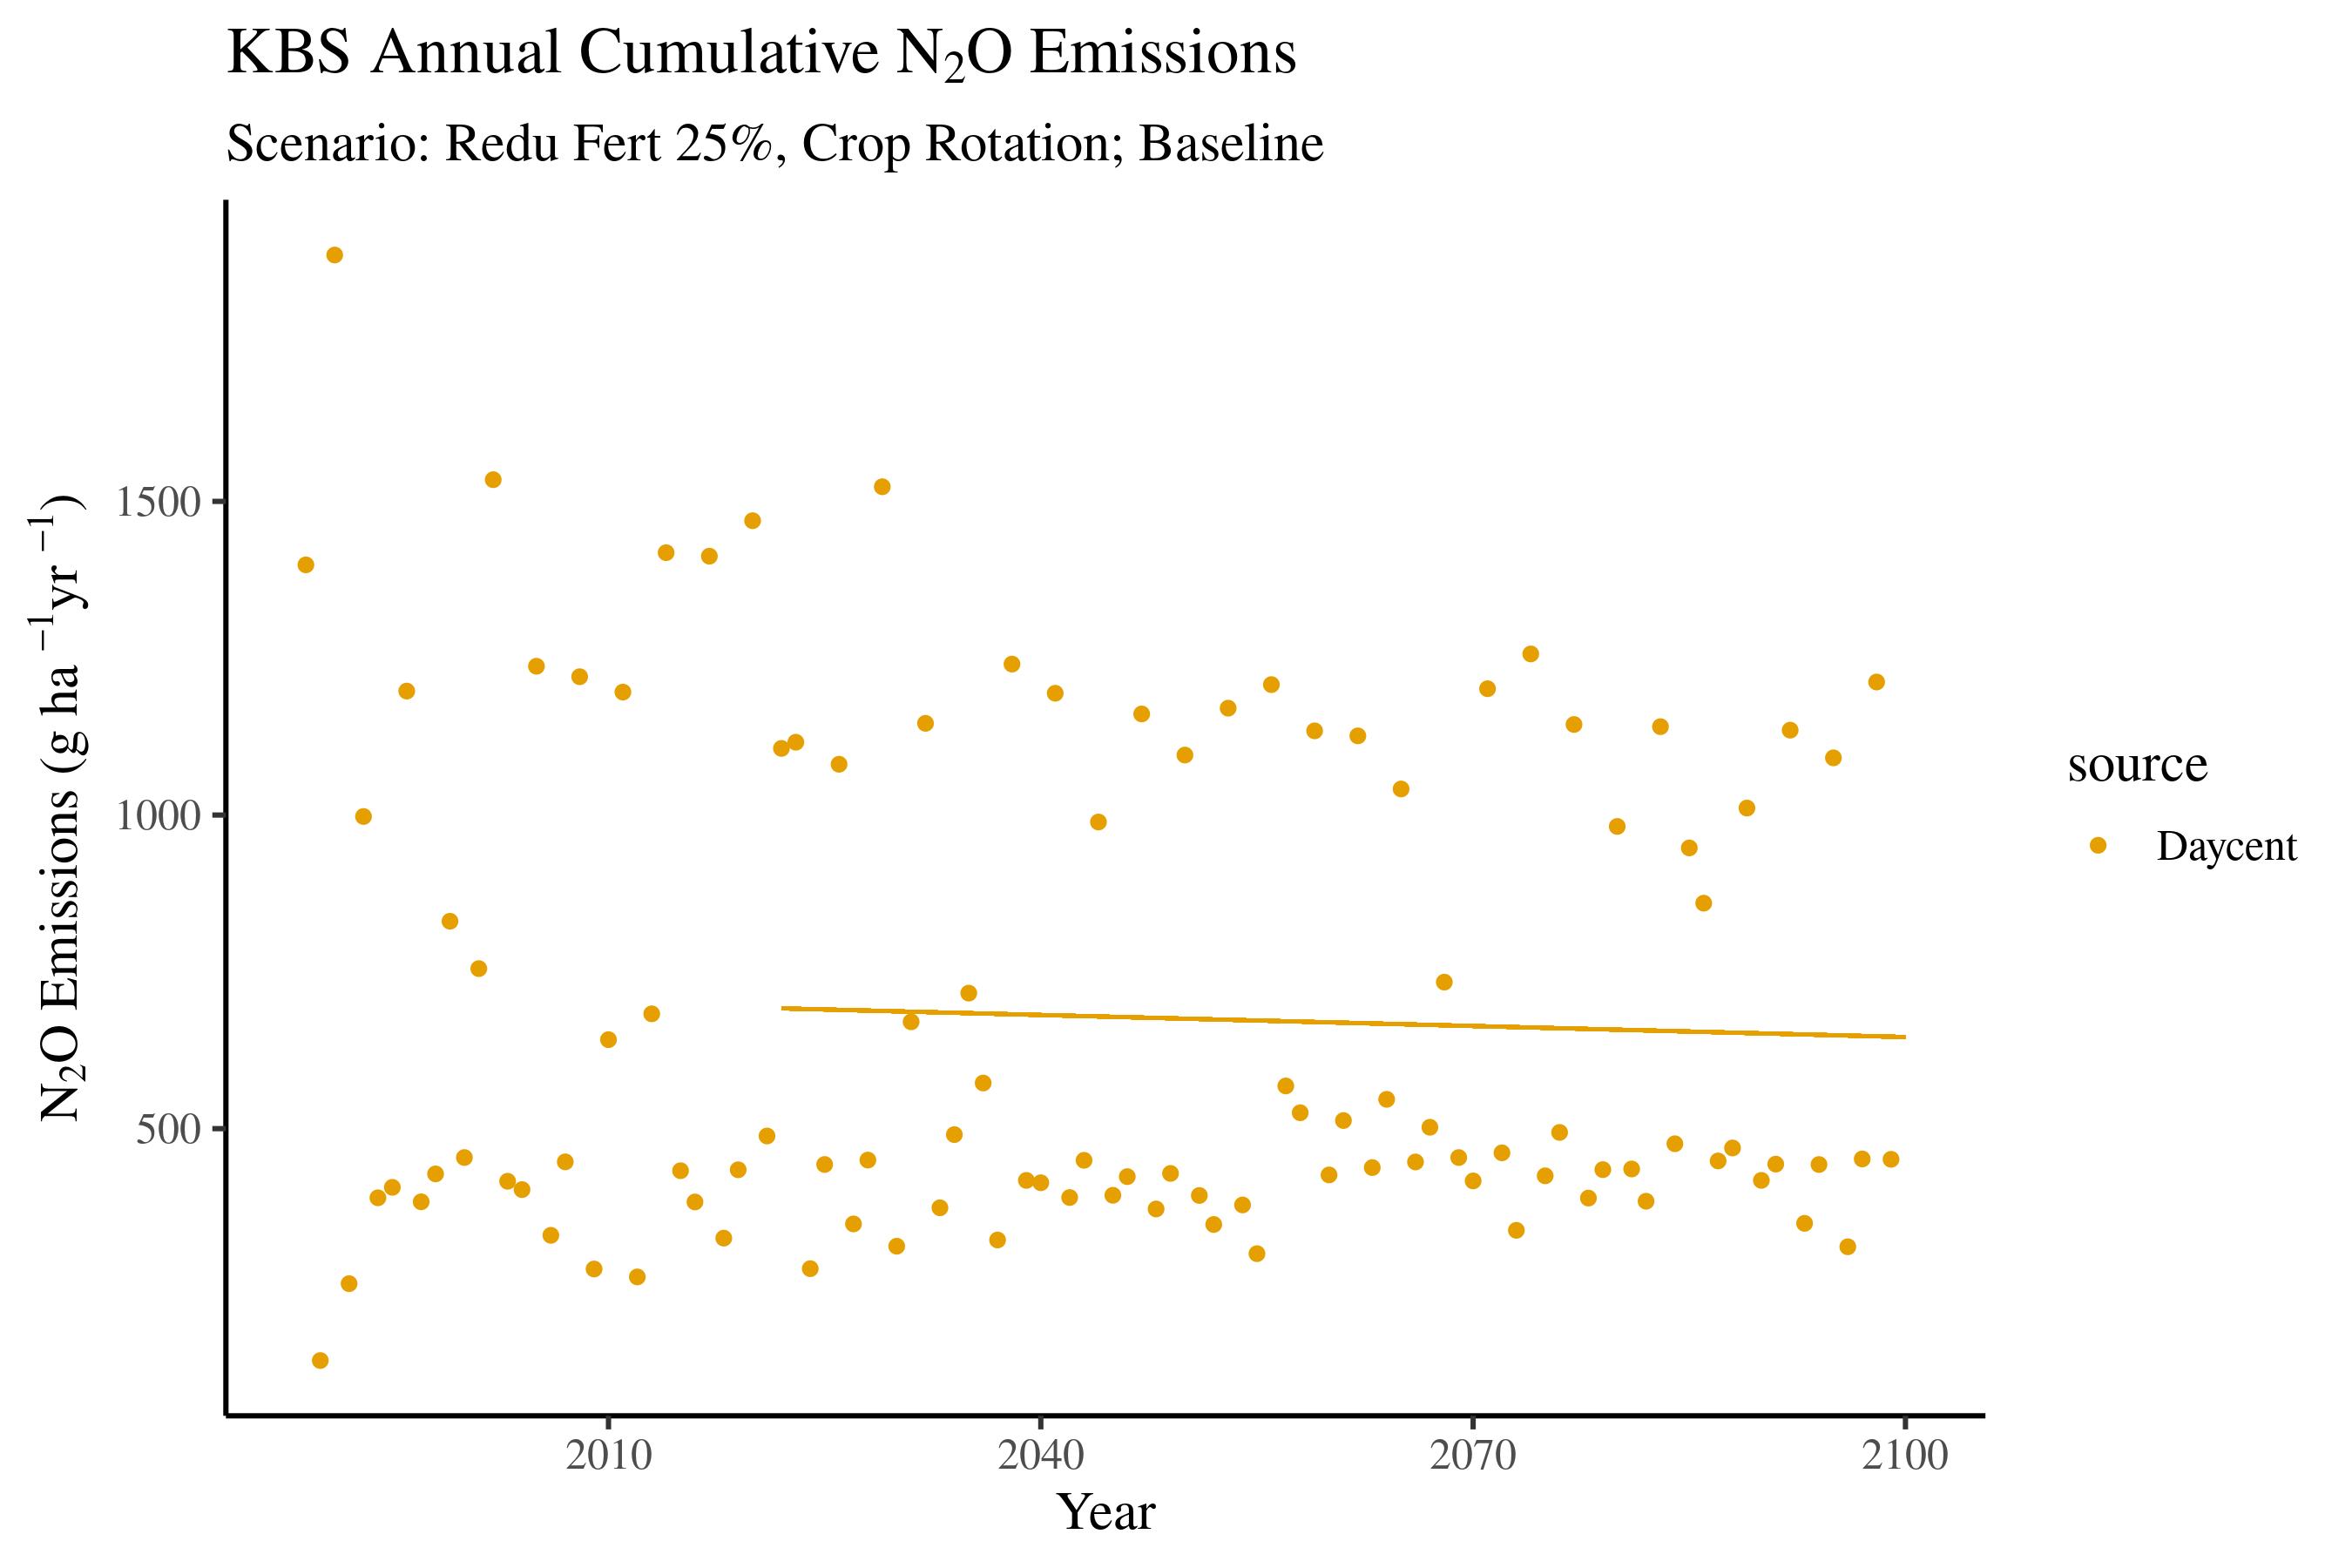 KBS Annual Cumulative N₂O Emissions
Scenario: Redu Fert 25%, Crop Rotation; Baseline
N₂O Emissions (g ha ⁻¹yr ⁻¹)
1500
1000
500
2010 2040 2070 2100
Year
source
Daycent